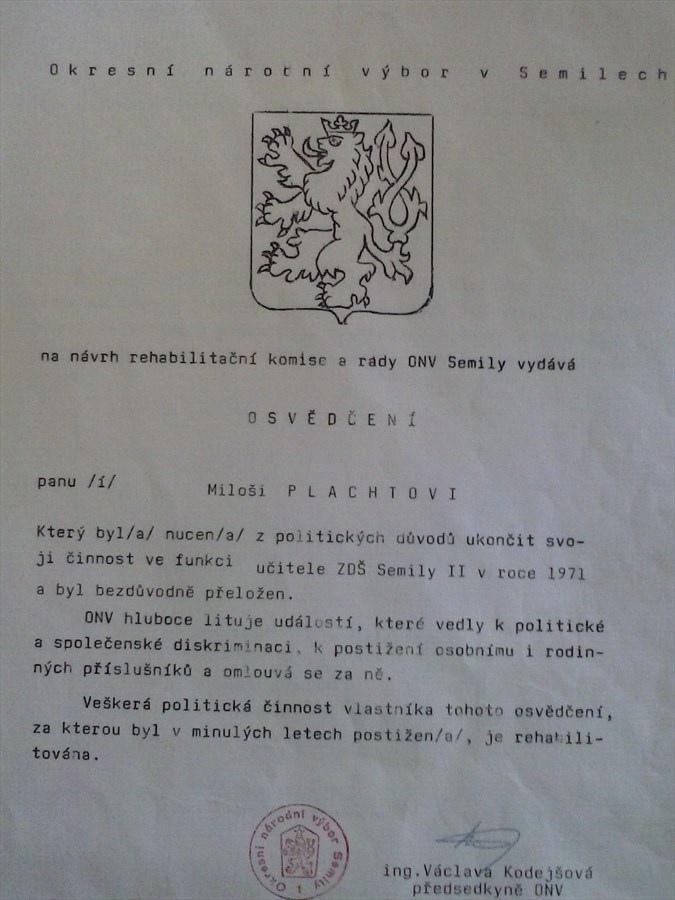 Okresní národní výbor v Semilech
na návrh rehabilitační komise a rady ONV Semily vydává
OSVĚDČENÍ
panu /í/
Miloši PLACHTOVI
Který byl/a/ nucen/a/ z politických důvodů ukončit svo-
ji činnost ve funkci učitele ZDŠ Semily II v roce 1971
a byl bezdůvodně přeložen.
ONV hluboce lituje událostí, které vedly k politické
a společenské diskriminaci, k postižení osobnímu i rodin-
ných příslušníků a omlouvá se za ně.
Veškerá politická činnost vlastníka tohoto osvědčení,
za kterou byl v minulých letech postižen/a/, je rehabili-
tována.
Okresní národní výbor Semily
1
ing.Václava Kodejšová
předsedkyně ONV